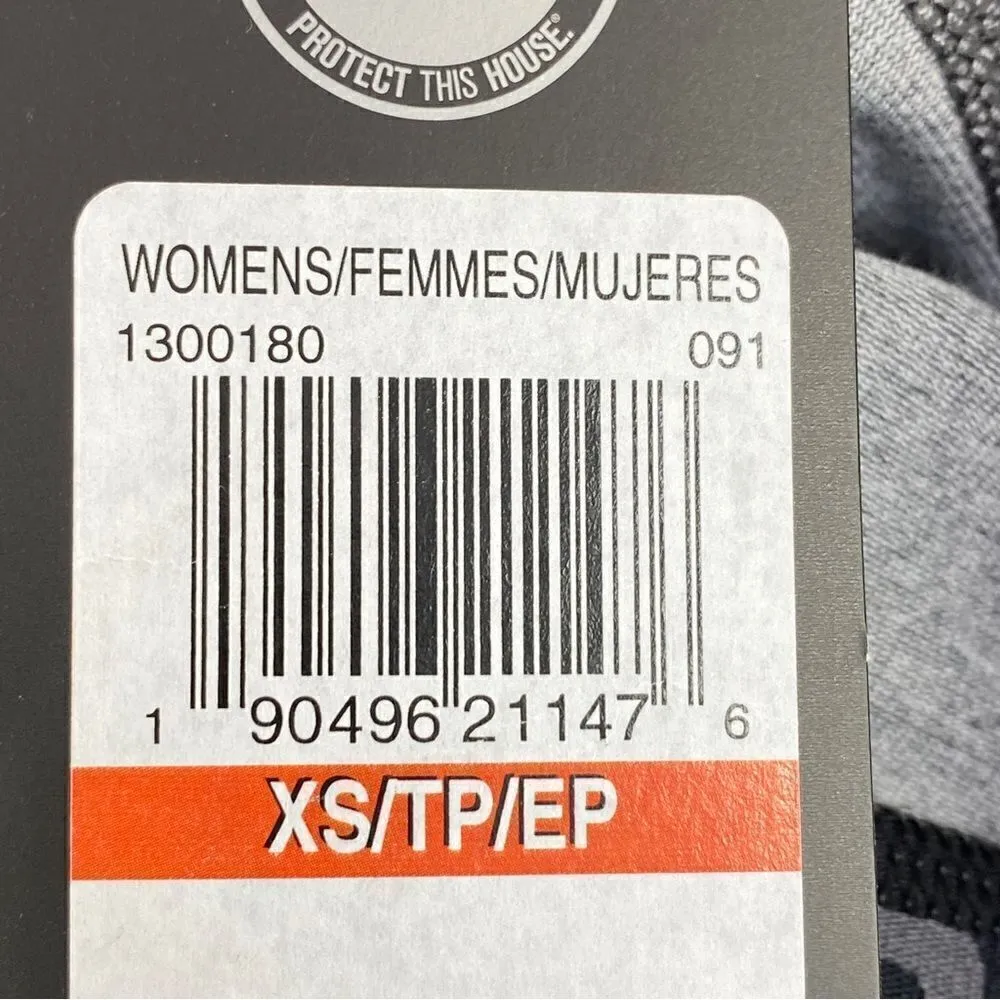 PROTECT THIS HOUSE.®
WOMENS/FEMMES/MUJERES
1300180 091
1 90496 21147 6
XS/TP/EP